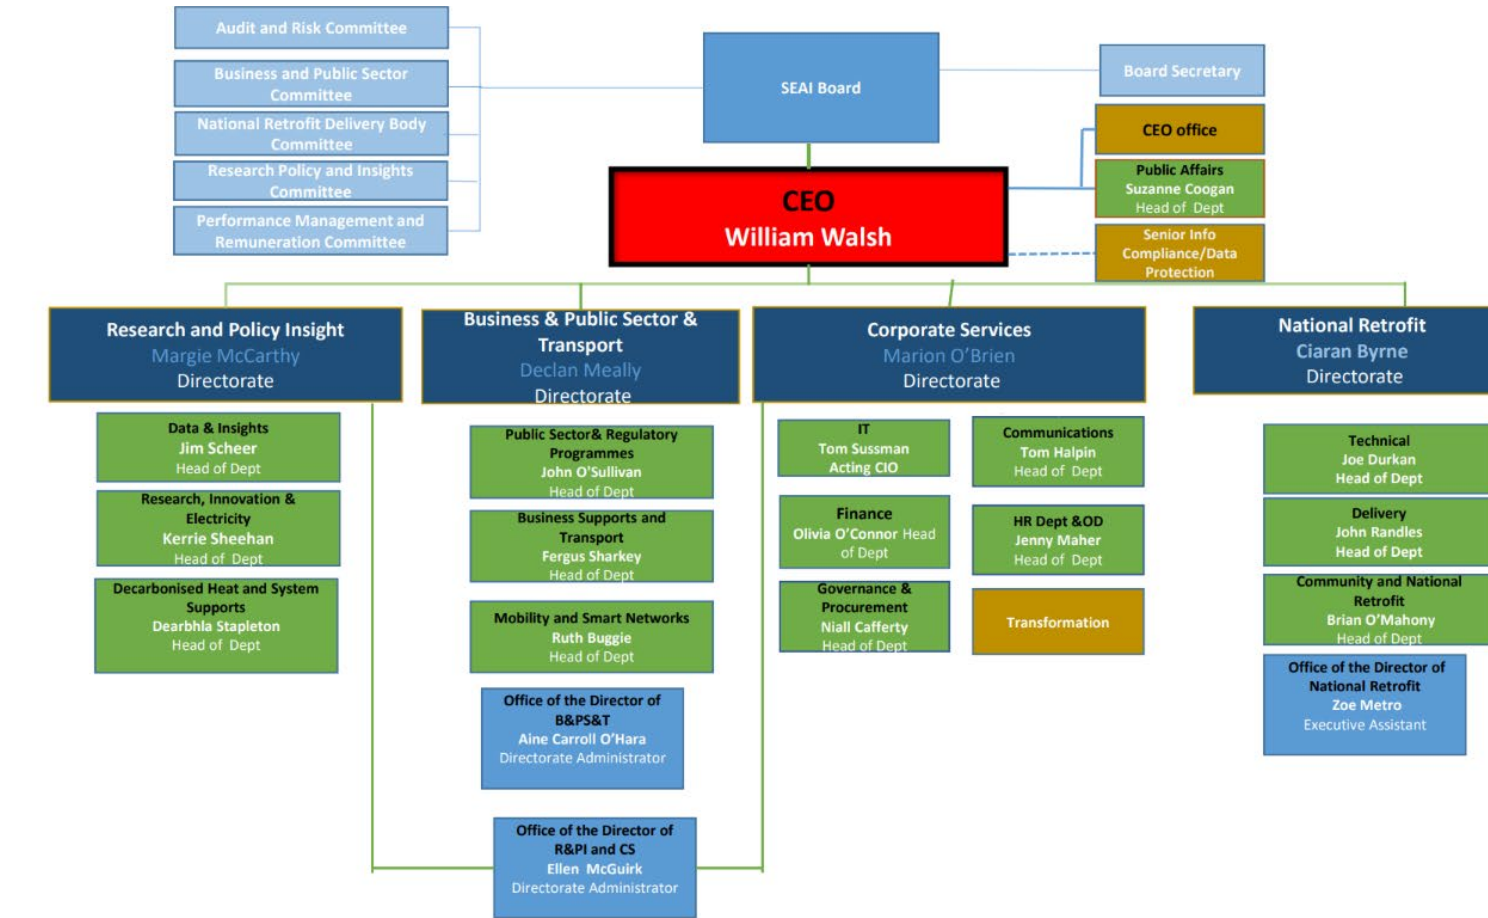 Audit and Risk Committee
Business and Public Sector
Committee
National Retrofit Delivery Body
Committee
Research Policy and Insights
Committee
Performance Management and
Remuneration Committee
SEAI Board
Board Secretary
CEO office
Public Affairs
Suzanne Coogan
Head of Dept
Senior Info
Compliance/Data
Protection
CEO
William Walsh
Research and Policy Insight
Margie McCarthy
Directorate
Business & Public Sector &
Transport
Declan Meally
Directorate
Corporate Services
Marion O’Brien
Directorate
National Retrofit
Ciaran Byrne
Directorate
Data & Insights
Jim Scheer
Head of Dept
Research, Innovation &
Electricity
Kerrie Sheehan
Head of Dept
Decarbonised Heat and System
Supports
Dearbhla Stapleton
Head of Dept
Public Sector& Regulatory
Programmes
John O'Sullivan
Head of Dept
Business Supports and
Transport
Fergus Sharkey
Head of Dept
Mobility and Smart Networks
Ruth Buggie
Head of Dept
Office of the Director of
B&PS&T
Aine Carroll O’Hara
Directorate Administrator
Office of the Director of
R&PI and CS
Ellen McGuirk
Directorate Administrator
IT
Tom Sussman
Acting CIO
Finance
Olivia O’Connor Head
of Dept
Governance &
Procurement
Niall Cafferty
Head of Dept
Communications
Tom Halpin
Head of Dept
HR Dept &OD
Jenny Maher
Head of Dept
Transformation
Technical
Joe Durkan
Head of Dept
Delivery
John Randles
Head of Dept
Community and National
Retrofit
Brian O’Mahony
Head of Dept
Office of the Director of
National Retrofit
Zoe Metro
Executive Assistant